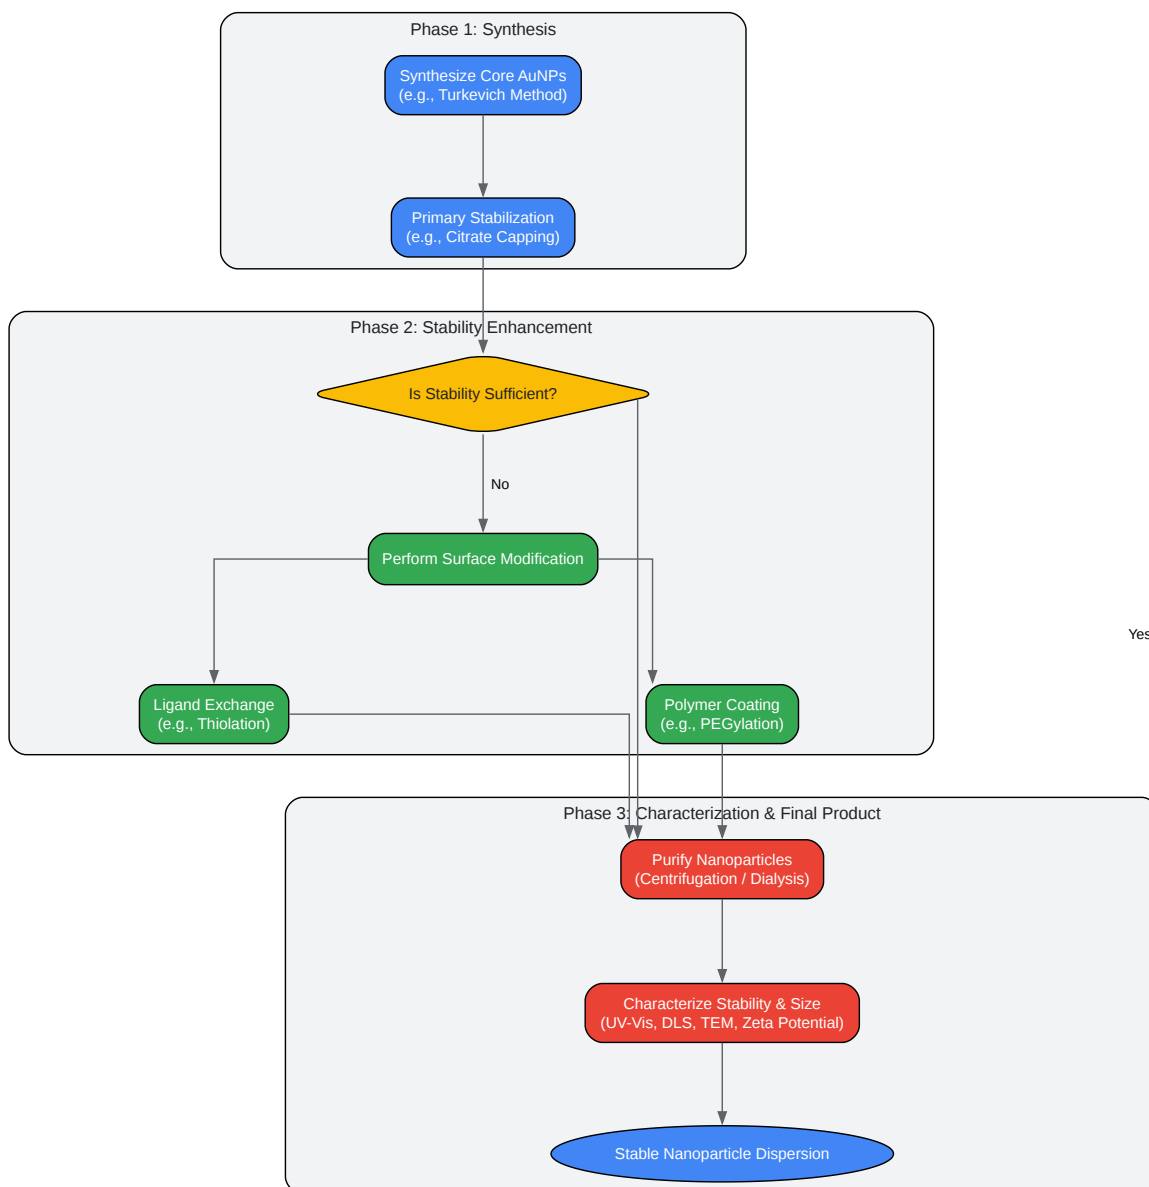 Phase 1: Synthesis
Synthesize Core AuNPs
(e.g., Turkevich Method)
Primary Stabilization
(e.g., Citrate Capping)
Phase 2: Stability Enhancement
Is Stability Sufficient?
No
Perform Surface Modification
Yes
Ligand Exchange
(e.g., Thiolation)
Polymer Coating
(e.g., PEGylation)
Phase 3: Characterization & Final Product
Purify Nanoparticles
(Centrifugation / Dialysis)
Characterize Stability & Size
(UV-Vis, DLS, TEM, Zeta Potential)
Stable Nanoparticle Dispersion